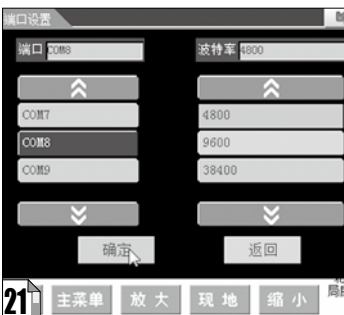 端口设置
端口 COM8
波特车 4800
COM7
4800
COM8
9600
COM9
38400
确定
返回
21
主菜单 放大 现地 缩小